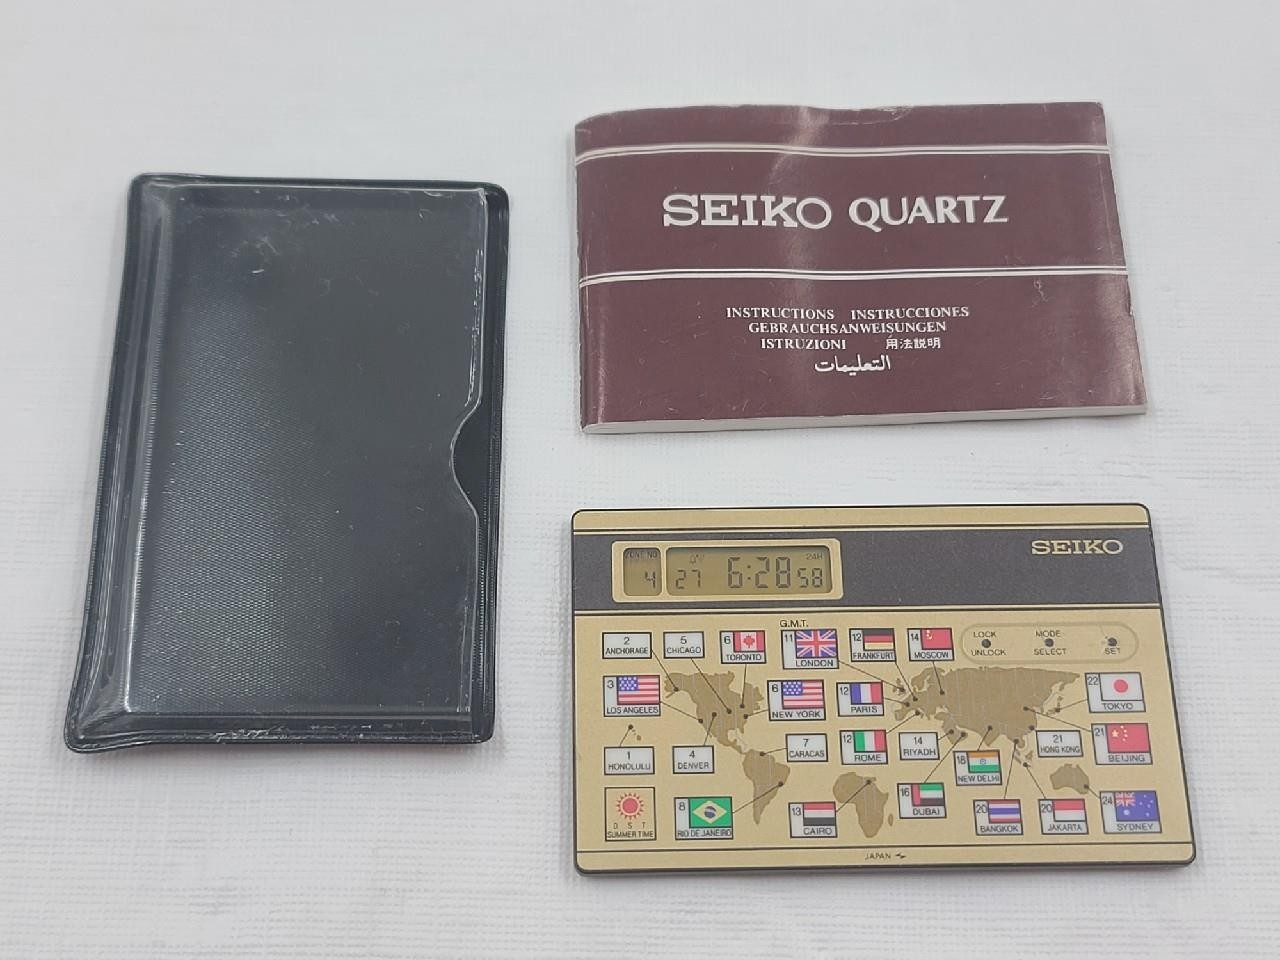 SEIKO QUARTZ
INSTRUCTIONS INSTRUCCIONES
GEBRAUCHSANWEISUNGEN
ISTRUZIONI 用法説明
التعليمات
SEIKO
ZONE NO
4
27 6:28 58
24H
G.M.T.
2
ANCHORAGE
5
CHICAGO
6
TORONTO
11
LONDON
12
FRANKFURT
14
MOSCOW
LOCK
UNLOCK
MODE
SELECT
SET
3
LOS ANGELES
6
NEW YORK
12
PARIS
22
TOKYO
1
HONOLULU
4
DENVER
7
CARACAS
12
ROME
14
RIYADH
18
NEW DELHI
21
HONG KONG
21
BEIJING
D S T
SUMMER TIME
8
RIO DE JANEIRO
13
CAIRO
16
DUBAI
20
BANGKOK
20
JAKARTA
24
SYDNEY
JAPAN